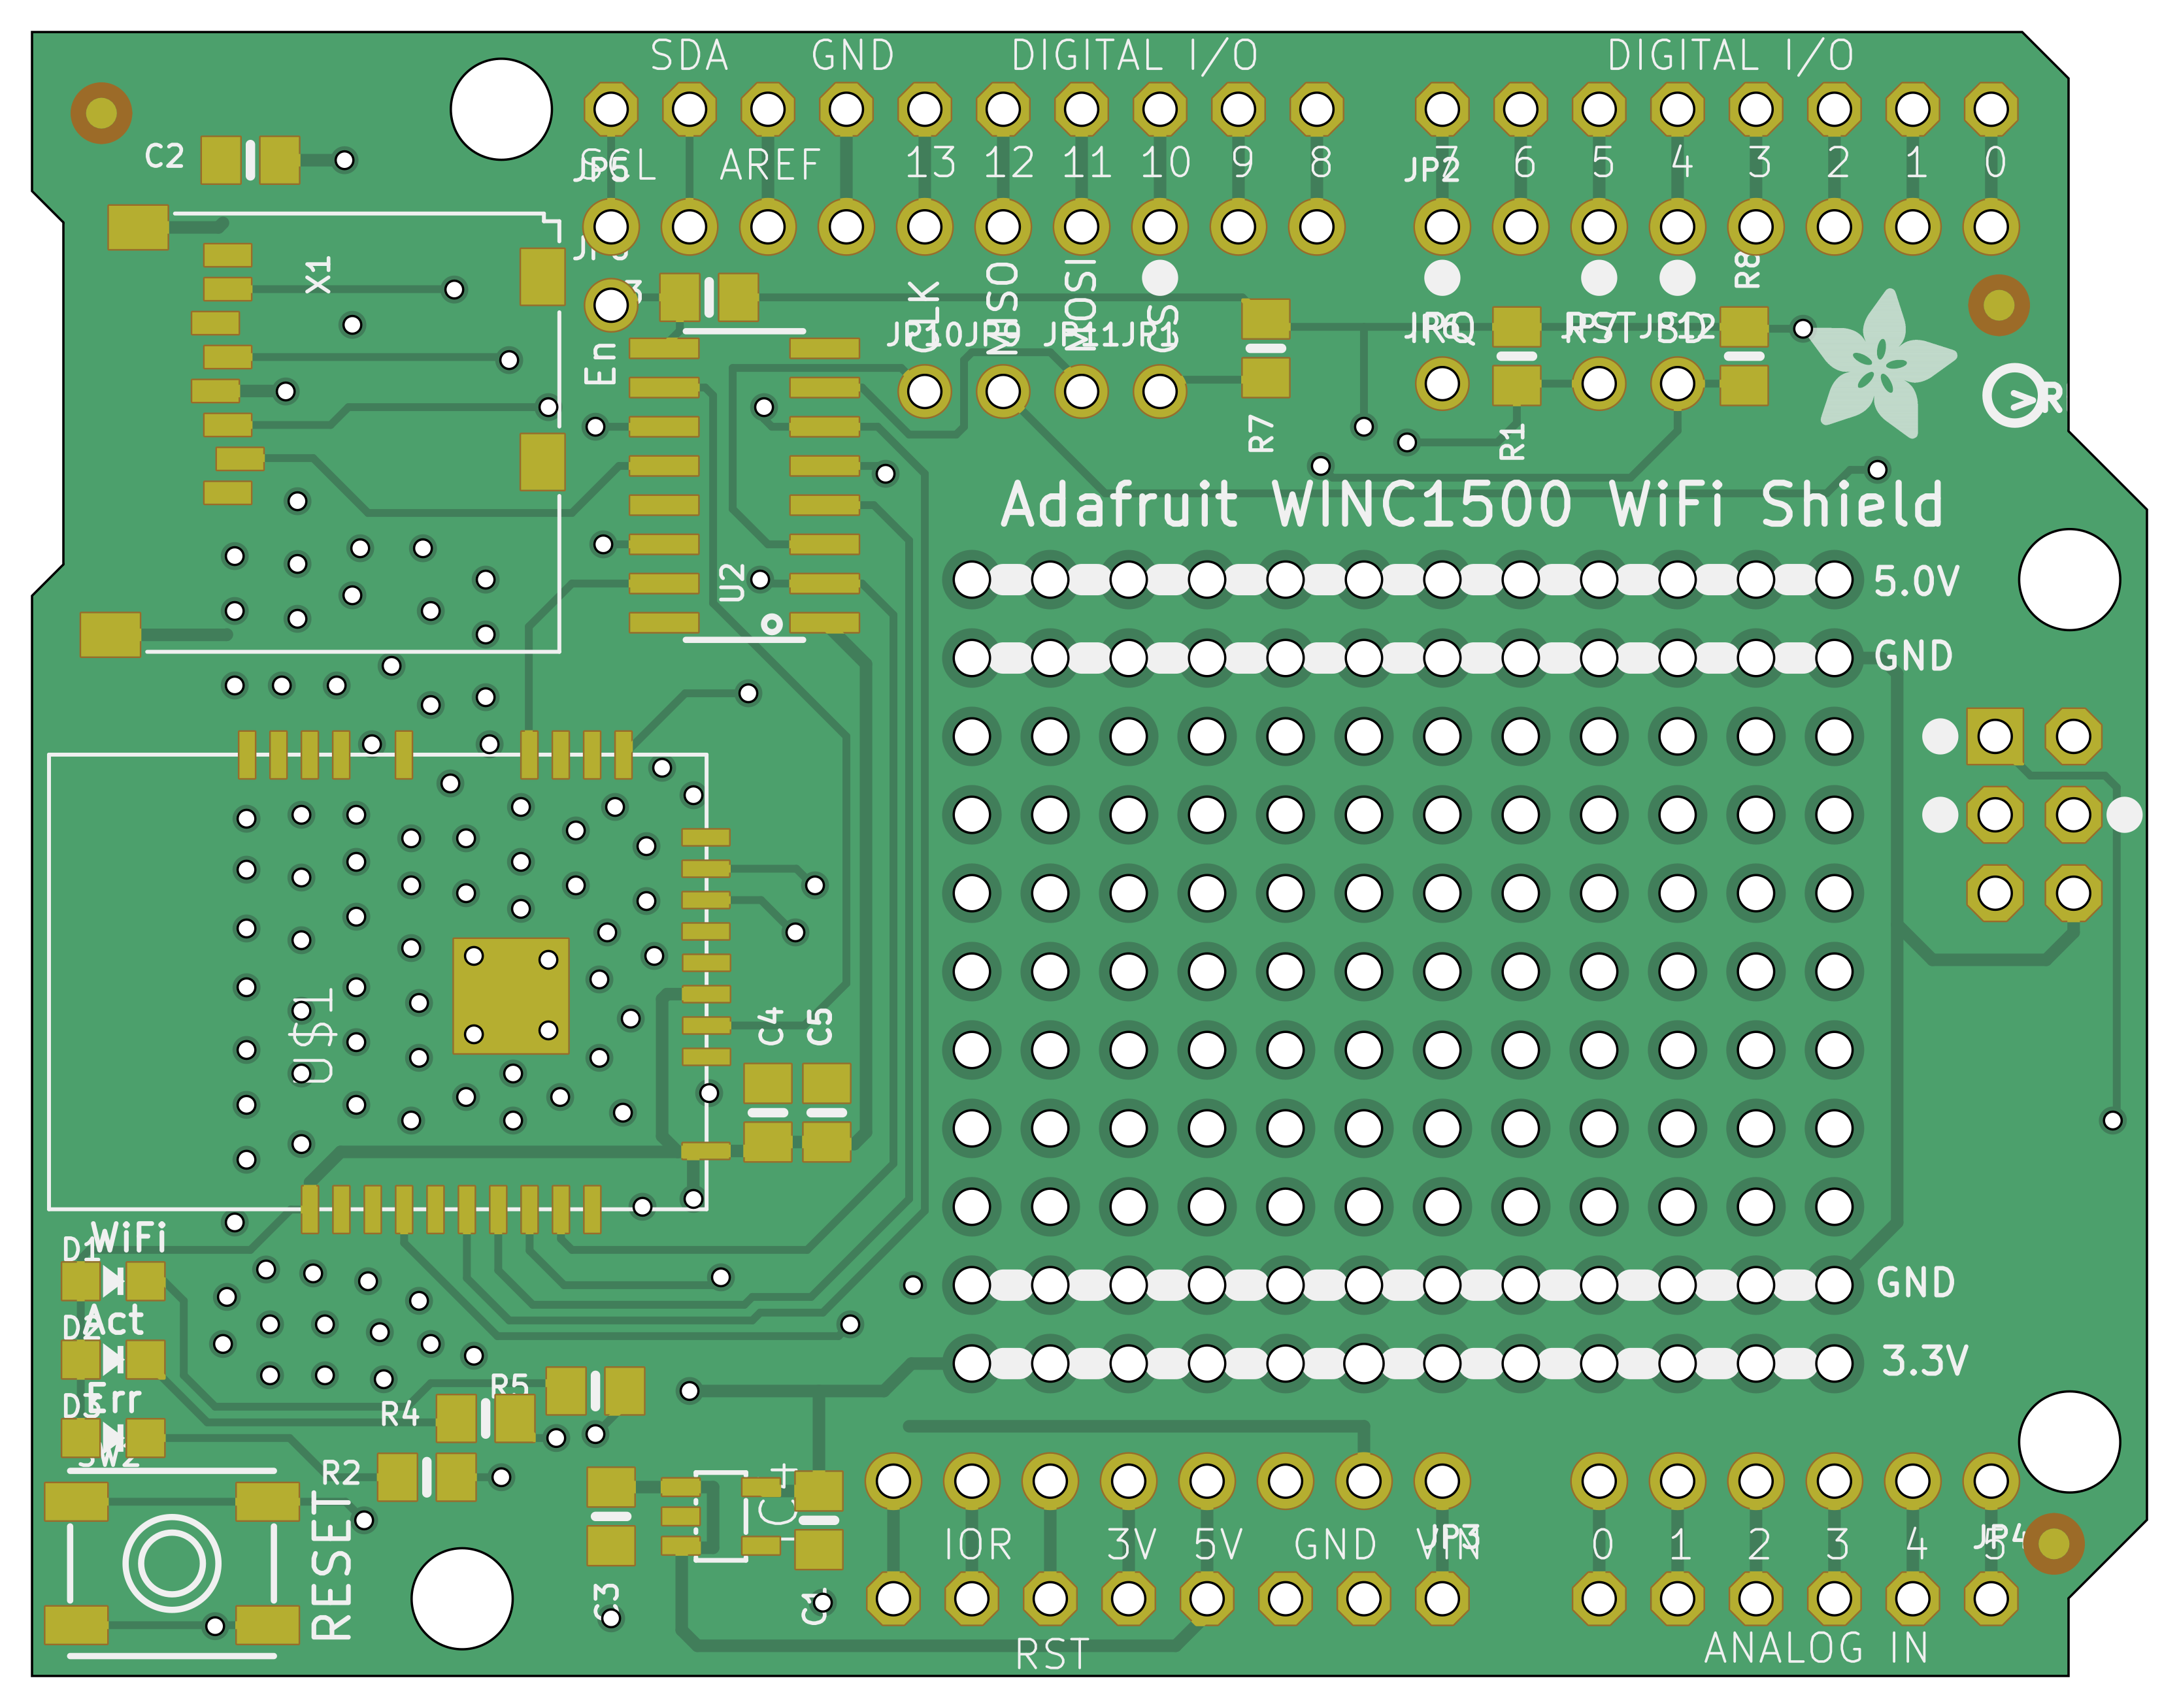 SDA GND DIGITAL I/O DIGITAL I/O
C2
SCL AREF 13 12 11 10 9 8 7 6 5 4 3 2 1 0
JP5 JP2
X1
R8
En
CLK MISO MOSI CS IRQ RST SD
JP10 JP9 JP11 JP1 JP6 JP7 JP12
R
R7
R1
Adafruit WINC1500 WiFi Shield
U2
5.0V
GND
U$1
C4 C5
WiFi
D1
GND
Act
D2
3.3V
Err
D3
R5
R4
SW2
R2
RESET
IOR 3V 5V GND VIN 0 1 2 3 4 5
JP3 JP4
C3
C1
RST
ANALOG IN